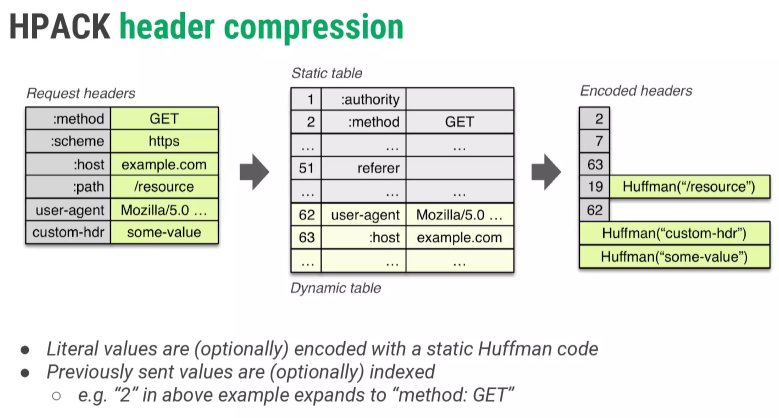 HPACK header compression
Request headers
:method GET
:scheme https
:host example.com
:path /resource
user-agent Mozilla/5.0 ...
custom-hdr some-value
Static table
1 :authority
2 :method GET
... ... ...
51 referer
... ... ...
62 user-agent Mozilla/5.0 ...
63 :host example.com
... ... ...
Dynamic table
Encoded headers
2
7
63
19 Huffman("/resource")
62
Huffman("custom-hdr")
Huffman("some-value")
● Literal values are (optionally) encoded with a static Huffman code
● Previously sent values are (optionally) indexed
○ e.g. "2" in above example expands to "method: GET"